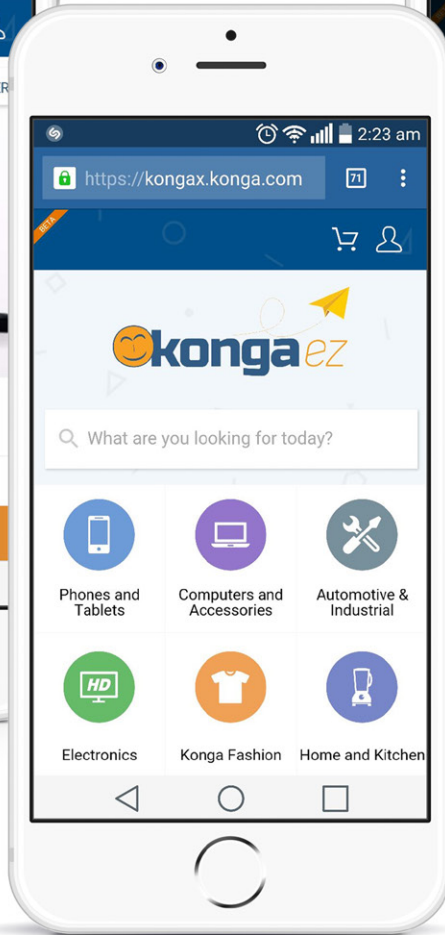 ER
2:23 am
https://kongax.konga.com
71
BETA
konga ez
What are you looking for today?
Phones and
Tablets
Computers and
Accessories
Automotive &
Industrial
HD
Electronics
Konga Fashion
Home and Kitchen